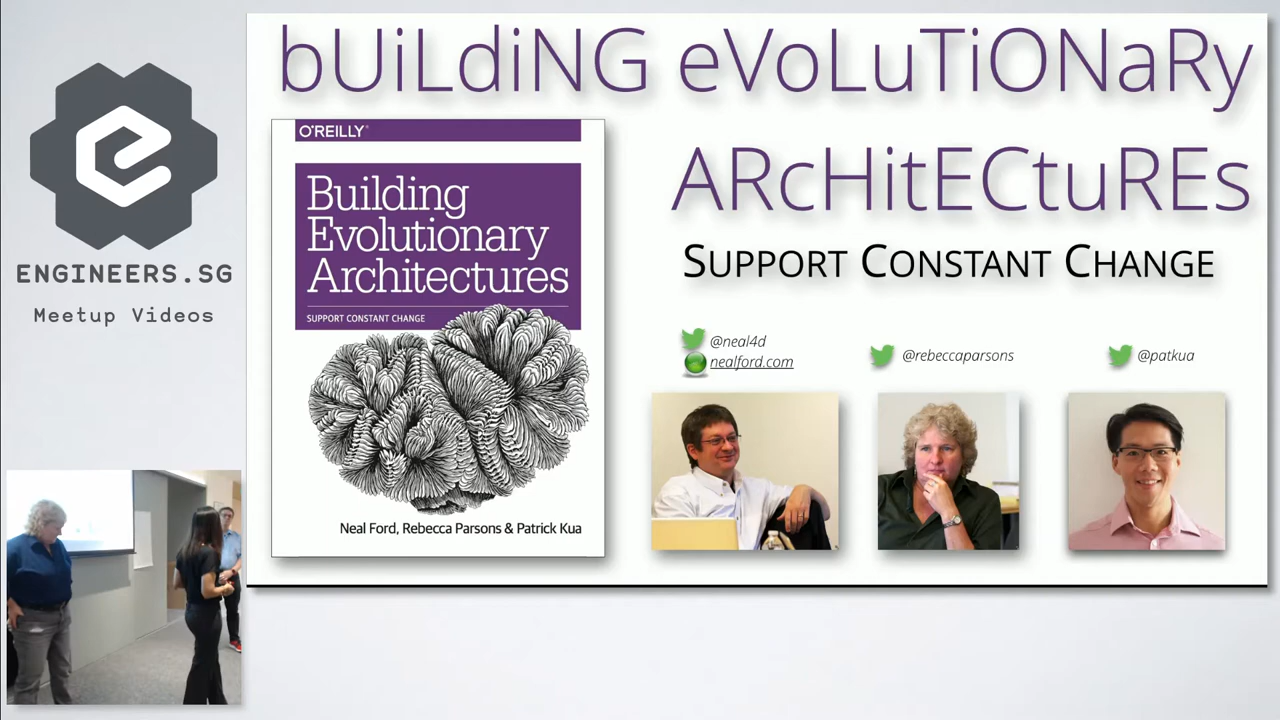 ENGINEERS.SG
Meetup Videos
bUiLdiNG eVoLuTiONaRy
ARcHitECtuREs
SUPPORT CONSTANT CHANGE
O'REILLY®
Building
Evolutionary
Architectures
SUPPORT CONSTANT CHANGE
Neal Ford, Rebecca Parsons & Patrick Kua
@neal4d
nealford.com
@rebeccaparsons
@patkua